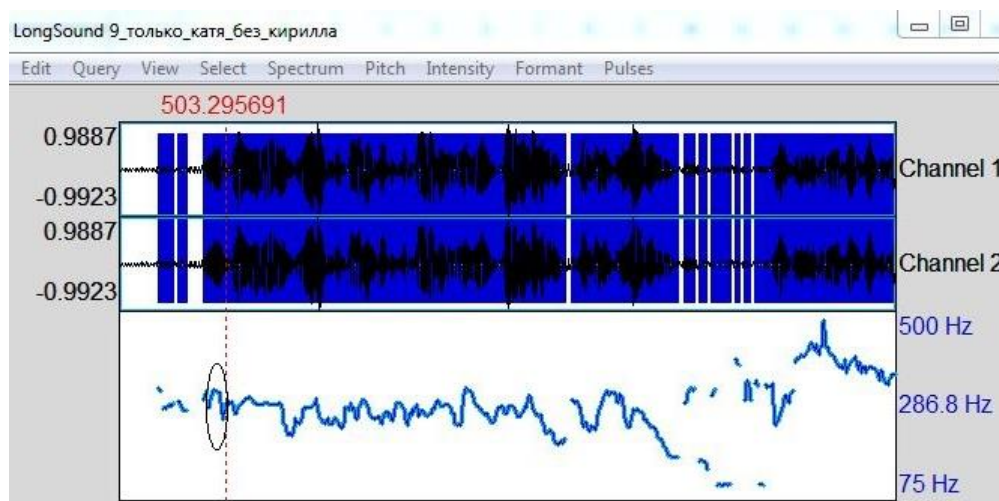 LongSound 9_только_катя_без_кирилла
Edit Query View Select Spectrum Pitch Intensity Formant Pulses
503.295691
0.9887
-0.9923
Channel 1
0.9887
-0.9923
Channel 2
500 Hz
286.8 Hz
75 Hz